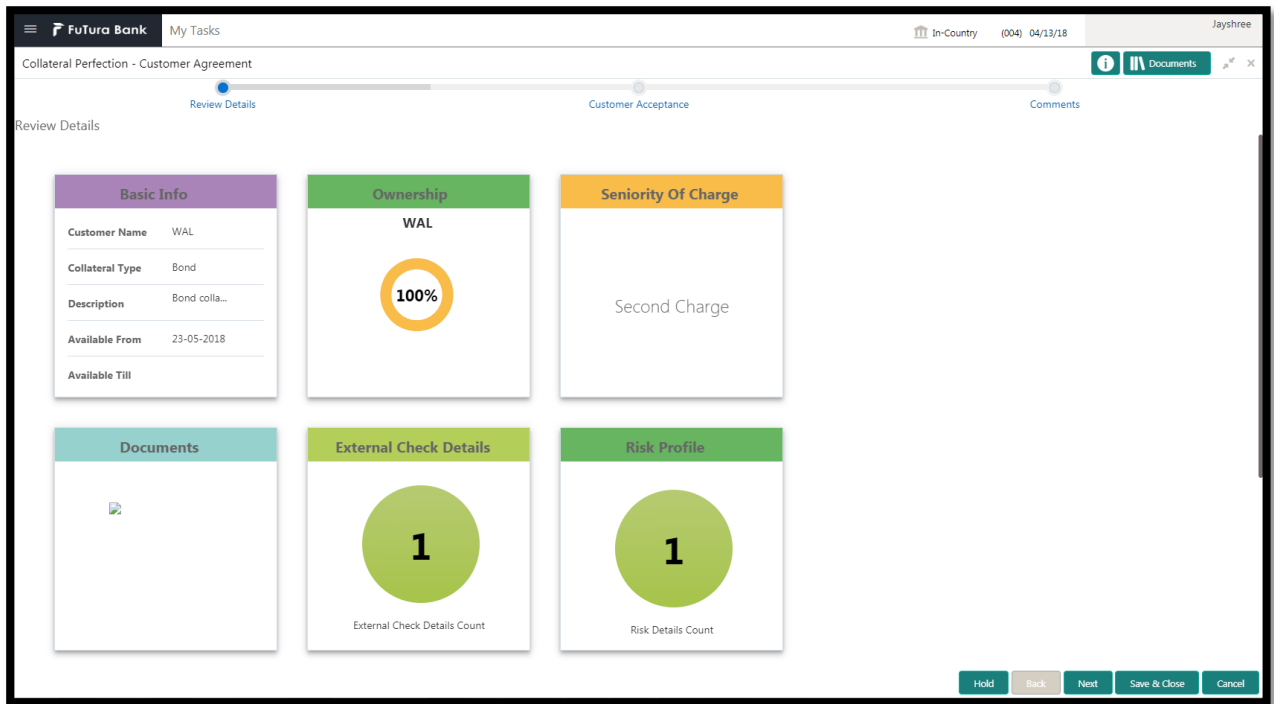 FuTura Bank
My Tasks
In-Country
(004) 04/13/18
Jayshree
Collateral Perfection - Customer Agreement
i
Documents
Review Details
Customer Acceptance
Comments
Review Details
Basic Info
Customer Name WAL
Collateral Type Bond
Description Bond colla...
Available From 23-05-2018
Available Till
Ownership
WAL
100%
Seniority Of Charge
Second Charge
Documents
External Check Details
1
External Check Details Count
Risk Profile
1
Risk Details Count
Hold
Back
Next
Save & Close
Cancel